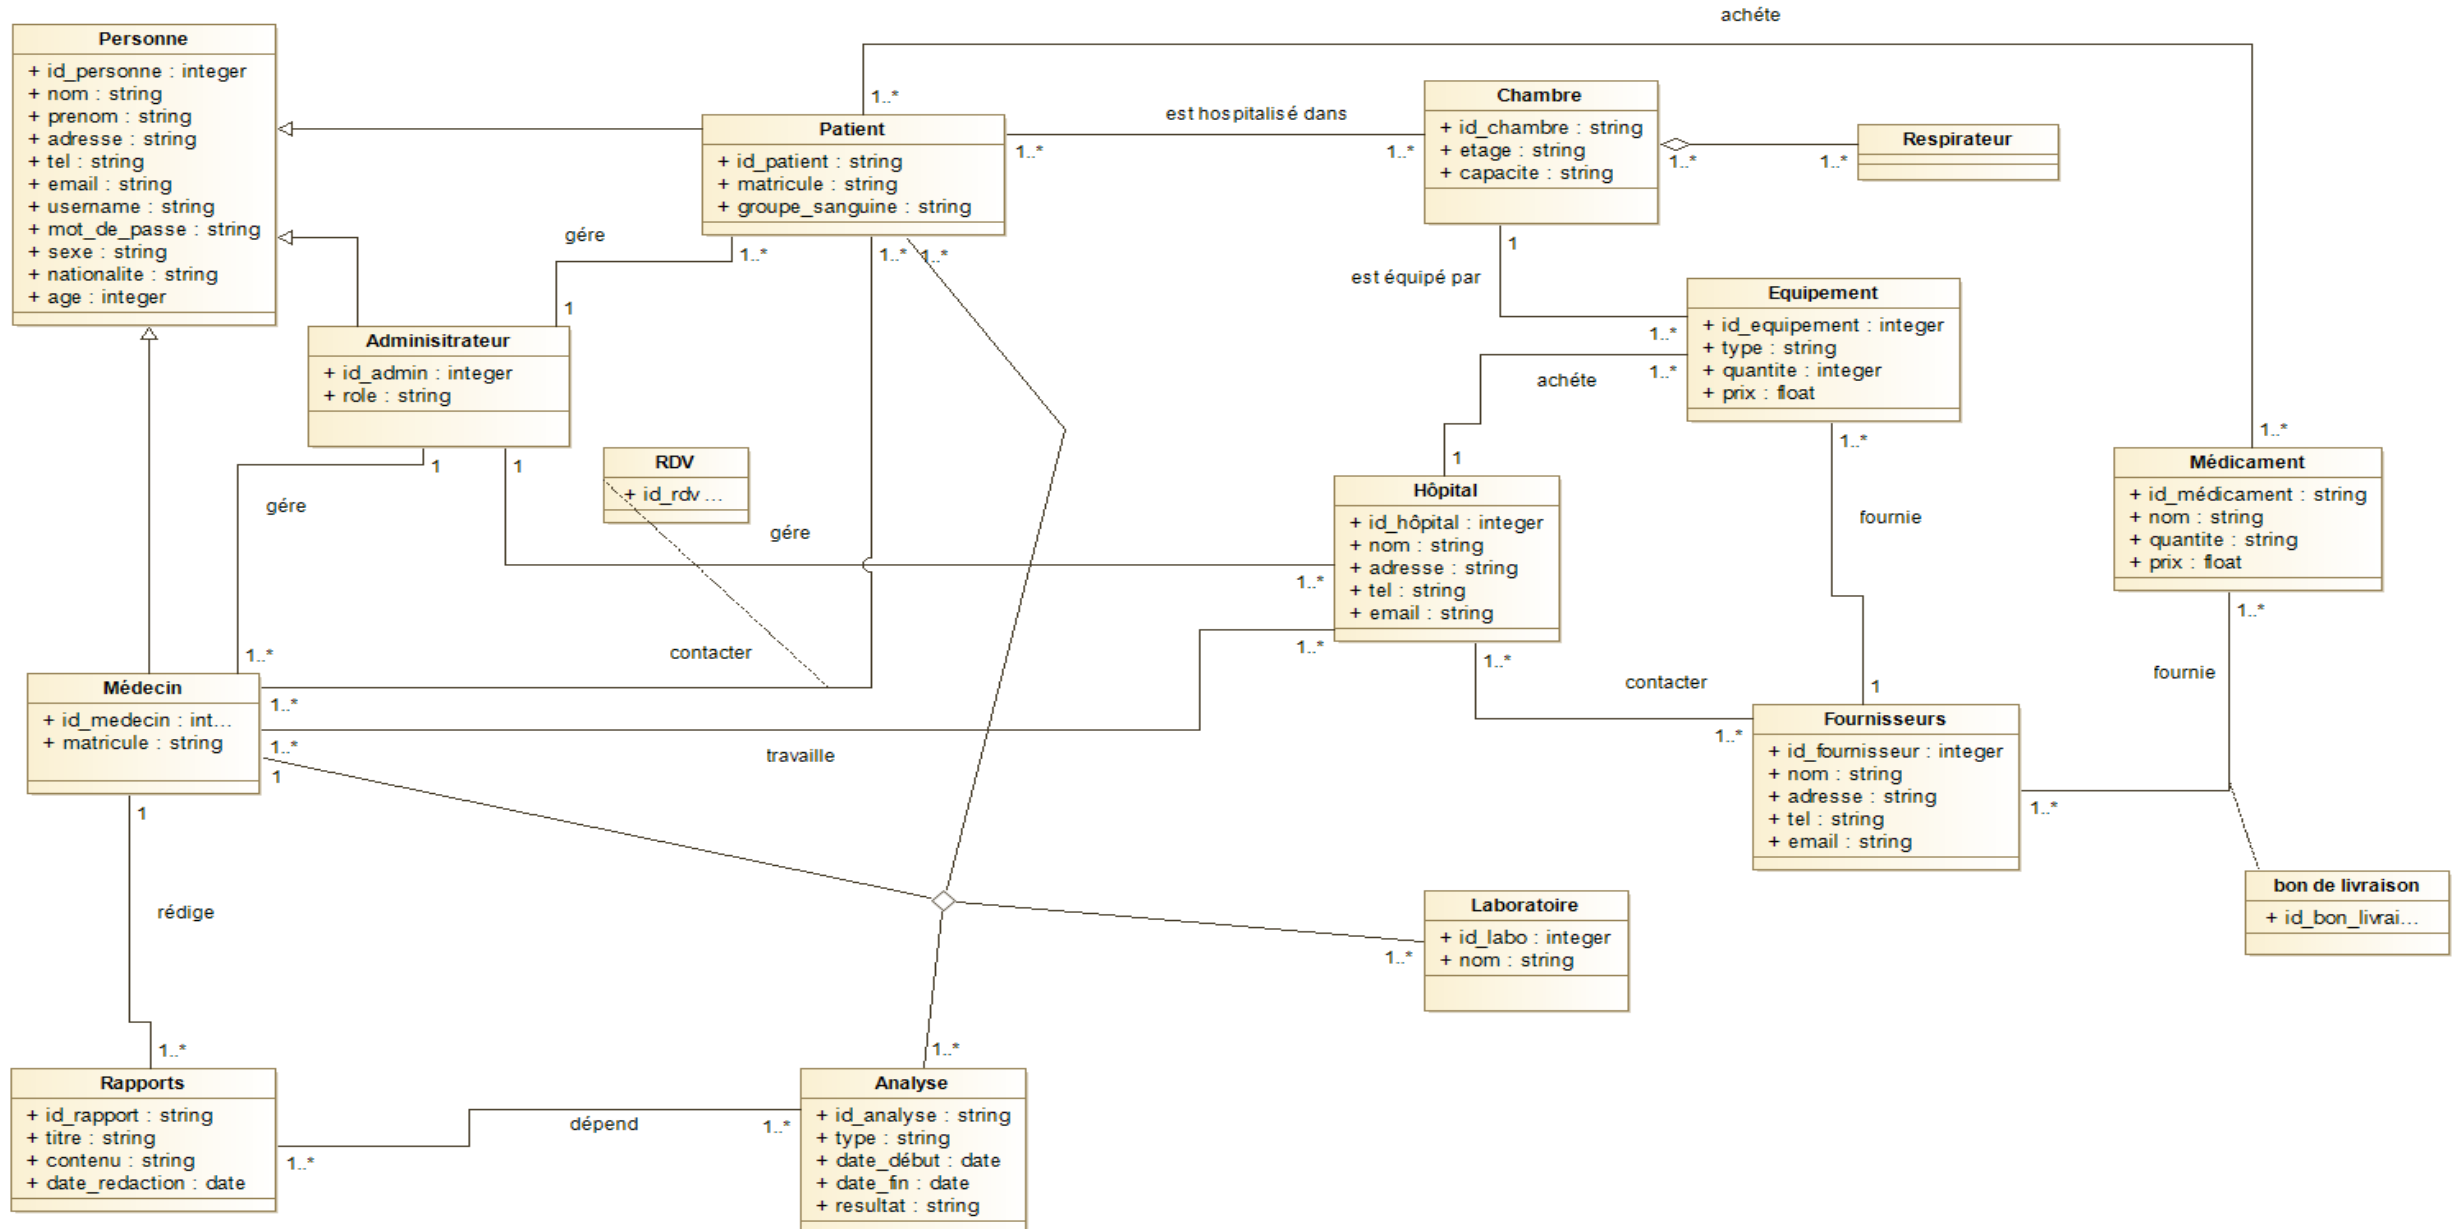 achéte
Personne
+ id_personne : integer
+ nom : string
+ prenom : string
+ adresse : string
+ tel : string
+ email : string
+ username : string
+ mot_de_passe : string
+ sexe : string
+ nationalite : string
+ age : integer
1..*
Patient
+ id_patient : string
+ matricule : string
+ groupe_sanguine : string
est hospitalisé dans
1..*
1..*
Chambre
+ id_chambre : string
+ etage : string
+ capacite : string
1..*
1..*
Respirateur
gére
1..*
1..*
1..*
1
1
est équipé par
1..*
Equipement
+ id_equipement : integer
+ type : string
+ quantite : integer
+ prix : float
Adminisitrateur
+ id_admin : integer
+ role : string
achéte
1..*
1
1..*
1..*
1
1
gére
RDV
+ id_rdv ...
gére
Hôpital
+ id_hôpital : integer
+ nom : string
+ adresse : string
+ tel : string
+ email : string
1..*
1..*
1..*
fournie
Médicament
+ id_médicament : string
+ nom : string
+ quantite : string
+ prix : float
1..*
contacter
1..*
Médecin
+ id_medecin : int...
+ matricule : string
1..*
1..*
1
1
travaille
contacter
1..*
1
fournie
Fournisseurs
+ id_fournisseur : integer
+ nom : string
+ adresse : string
+ tel : string
+ email : string
1..*
bon de livraison
+ id_bon_livrai...
rédige
Laboratoire
+ id_labo : integer
+ nom : string
1..*
1..*
1..*
Rapports
+ id_rapport : string
+ titre : string
+ contenu : string
+ date_redaction : date
1..*
dépend
1..*
Analyse
+ id_analyse : string
+ type : string
+ date_début : date
+ date_fin : date
+ resultat : string